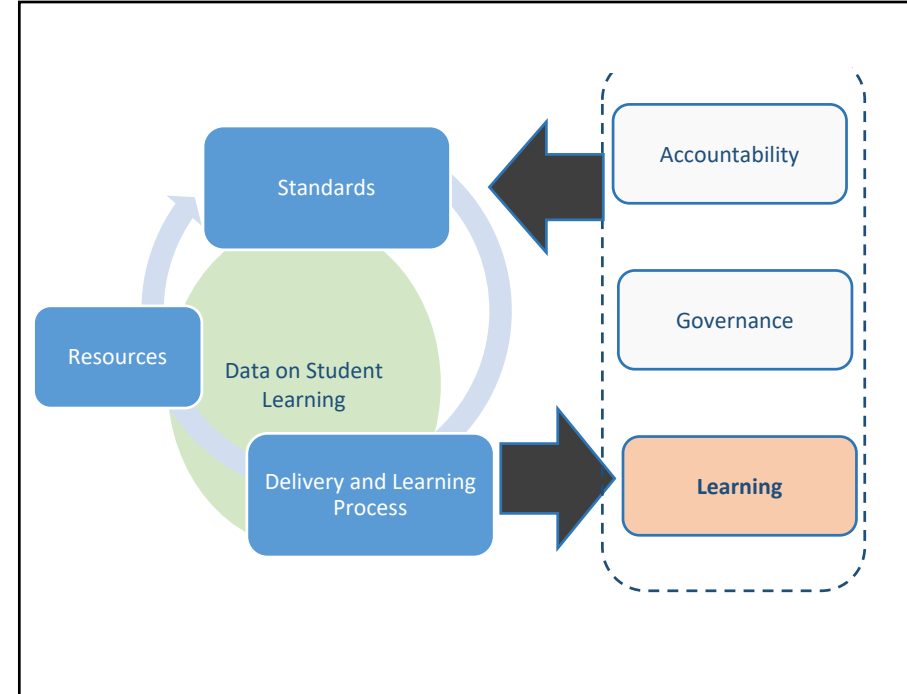 Standards
Accountability
Governance
Resources
Data on Student
Learning
Delivery and Learning
Process
Learning